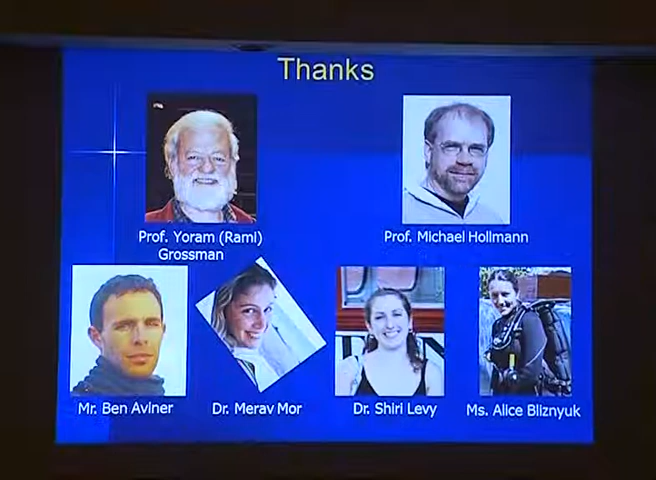 Thanks
Prof. Yoram (Rami)
Grossman
Prof. Michael Hollmann
Mr. Ben Aviner
Dr. Merav Mor
Dr. Shiri Levy
Ms. Alice Bliznyuk